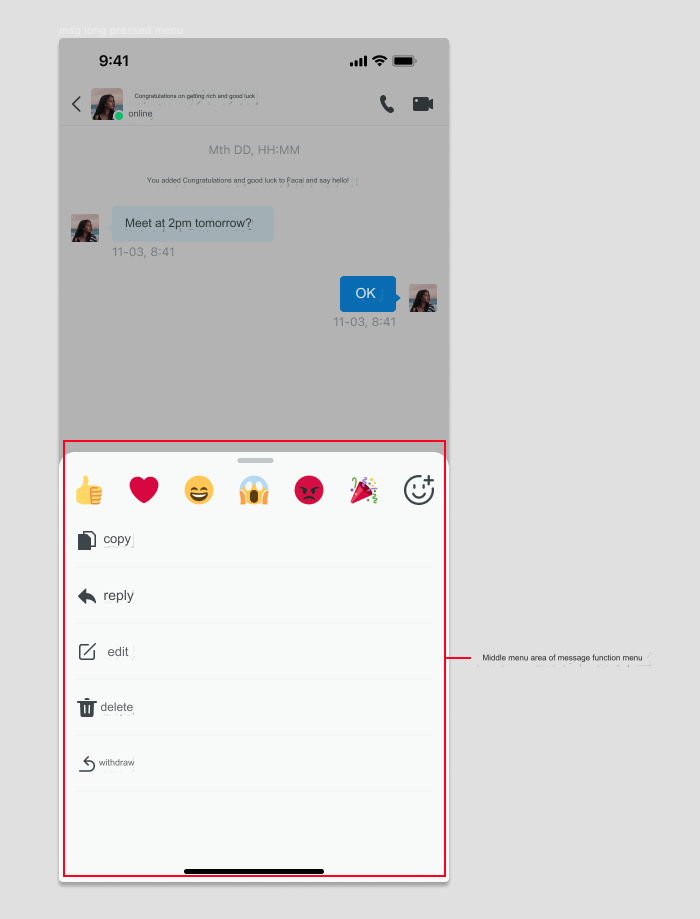 msg long pressed menu
9:41
Congratulations on getting rich and good luck
online
Mth DD, HH:MM
You added Congratulations and good luck to Facai and say hello!
Meet at 2pm tomorrow?
11-03, 8:41
OK
11-03, 8:41
copy
reply
edit
Middle menu area of message function menu
delete
withdraw